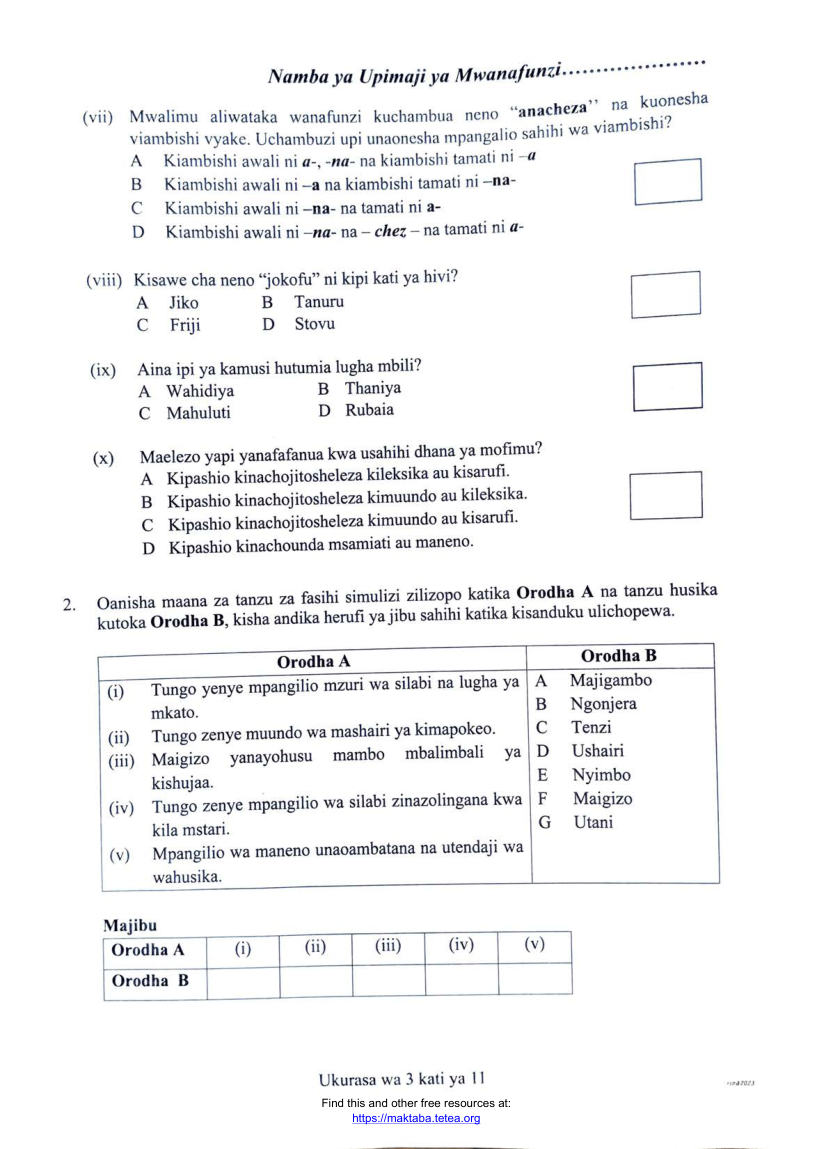 Namba ya Upimaji ya Mwanafunzi.....................
(vii) Mwalimu aliwataka wanafunzi kuchambua neno “anacheza” na kuonesha
viambishi vyake. Uchambuzi upi unaonesha mpangalio sahihi wa viambishi?
A Kiambishi awali ni a-, -na- na kiambishi tamati ni –a
B Kiambishi awali ni –a na kiambishi tamati ni –na-
C Kiambishi awali ni –na- na tamati ni a-
D Kiambishi awali ni –na- na – chez – na tamati ni a-
(viii) Kisawe cha neno “jokofu” ni kipi kati ya hivi?
A Jiko B Tanuru
C Friji D Stovu
(ix) Aina ipi ya kamusi hutumia lugha mbili?
A Wahidiya B Thaniya
C Mahuluti D Rubaia
(x) Maelezo yapi yanafafanua kwa usahihi dhana ya mofimu?
A Kipashio kinachojitosheleza kileksika au kisarufi.
B Kipashio kinachojitosheleza kimuundo au kileksika.
C Kipashio kinachojitosheleza kimuundo au kisarufi.
D Kipashio kinachounda msamiati au maneno.
2. Oanisha maana za tanzu za fasihi simulizi zilizopo katika Orodha A na tanzu husika
kutoka Orodha B, kisha andika herufi ya jibu sahihi katika kisanduku ulichopewa.
Orodha A Orodha B
(i) Tungo yenye mpangilio mzuri wa silabi na lugha ya
mkato.
(ii) Tungo zenye muundo wa mashairi ya kimapokeo.
(iii) Maigizo yanayohusu mambo mbalimbali ya
kishujaa.
(iv) Tungo zenye mpangilio wa silabi zinazolingana kwa
kila mstari.
(v) Mpangilio wa maneno unaoambatana na utendaji wa
wahusika.
A Majigambo
B Ngonjera
C Tenzi
D Ushairi
E Nyimbo
F Maigizo
G Utani
Majibu
Orodha A (i) (ii) (iii) (iv) (v)
Orodha B
Ukurasa wa 3 kati ya 11
Find this and other free resources at:
https://maktaba.tetea.org